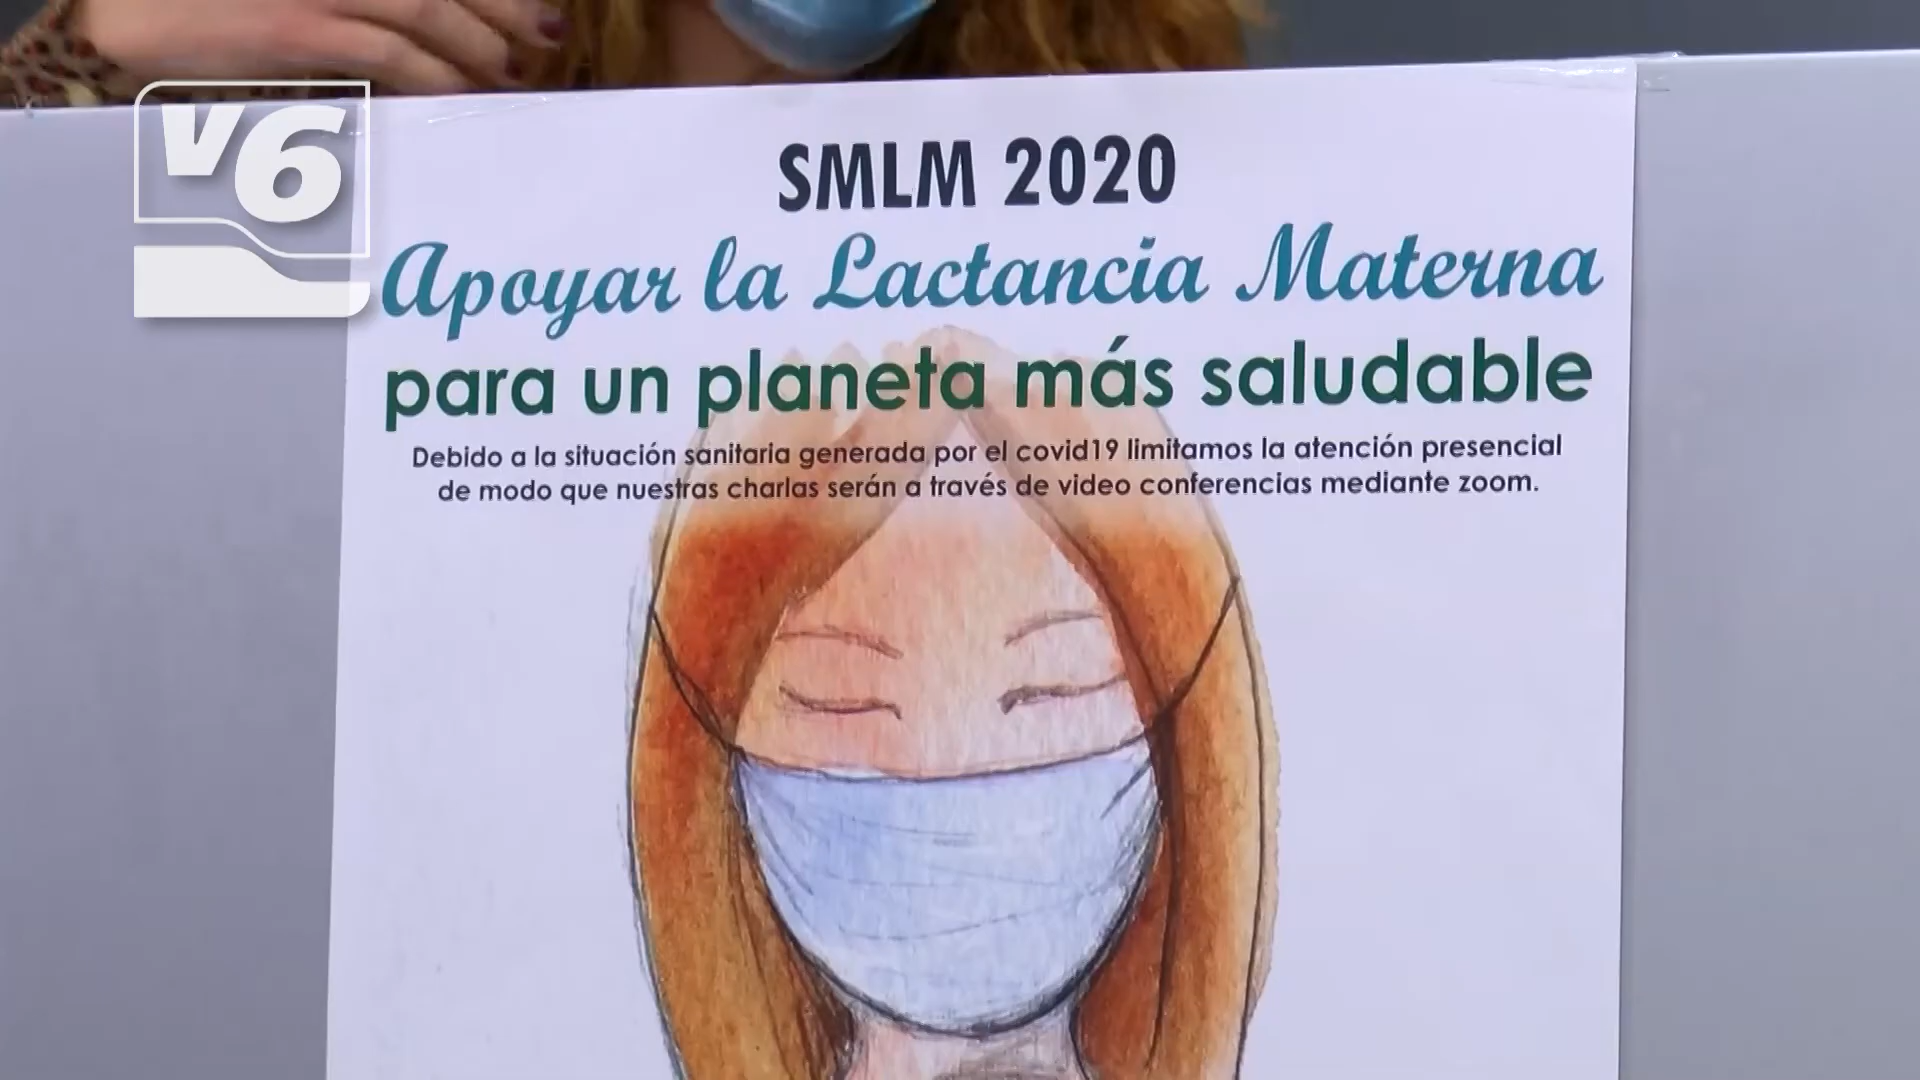 V6
SMLM 2020
Apoyar la Lactancia Materna
para un planeta más saludable
Debido a la situación sanitaria generada por el covid19 limitamos la atención presencial
de modo que nuestras charlas serán a través de video conferencias mediante zoom.